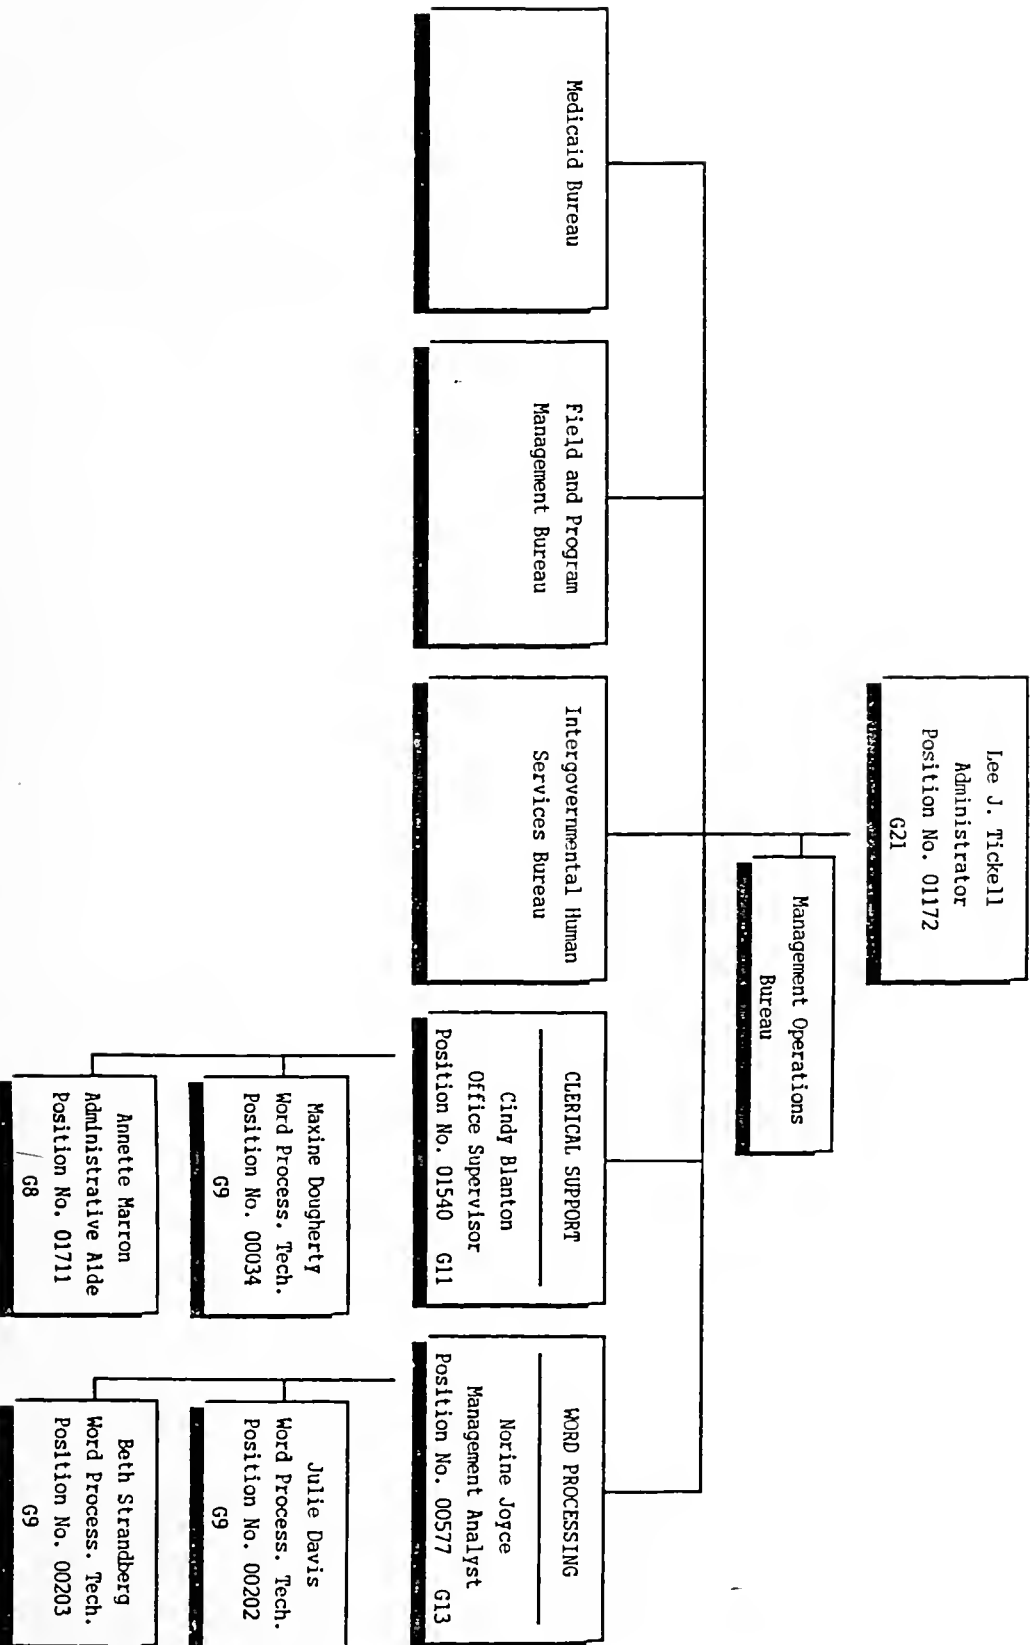 Lee J. Tickell
Administrator
Position No. 01172
G21
Management Operations
Bureau
Medicaid Bureau
Field and Program
Management Bureau
Intergovernmental Human
Services Bureau
CLERICAL SUPPORT
Cindy Blanton
Office Supervisor
Position No. 01540 G11
WORD PROCESSING
Norine Joyce
Management Analyst
Position No. 00577 G13
Maxine Dougherty
Word Process. Tech.
Position No. 00034
G9
Julie Davis
Word Process. Tech.
Position No. 00202
G9
Annette Marron
Administrative Aide
Position No. 01711
G8
Beth Strandberg
Word Process. Tech.
Position No. 00203
G9